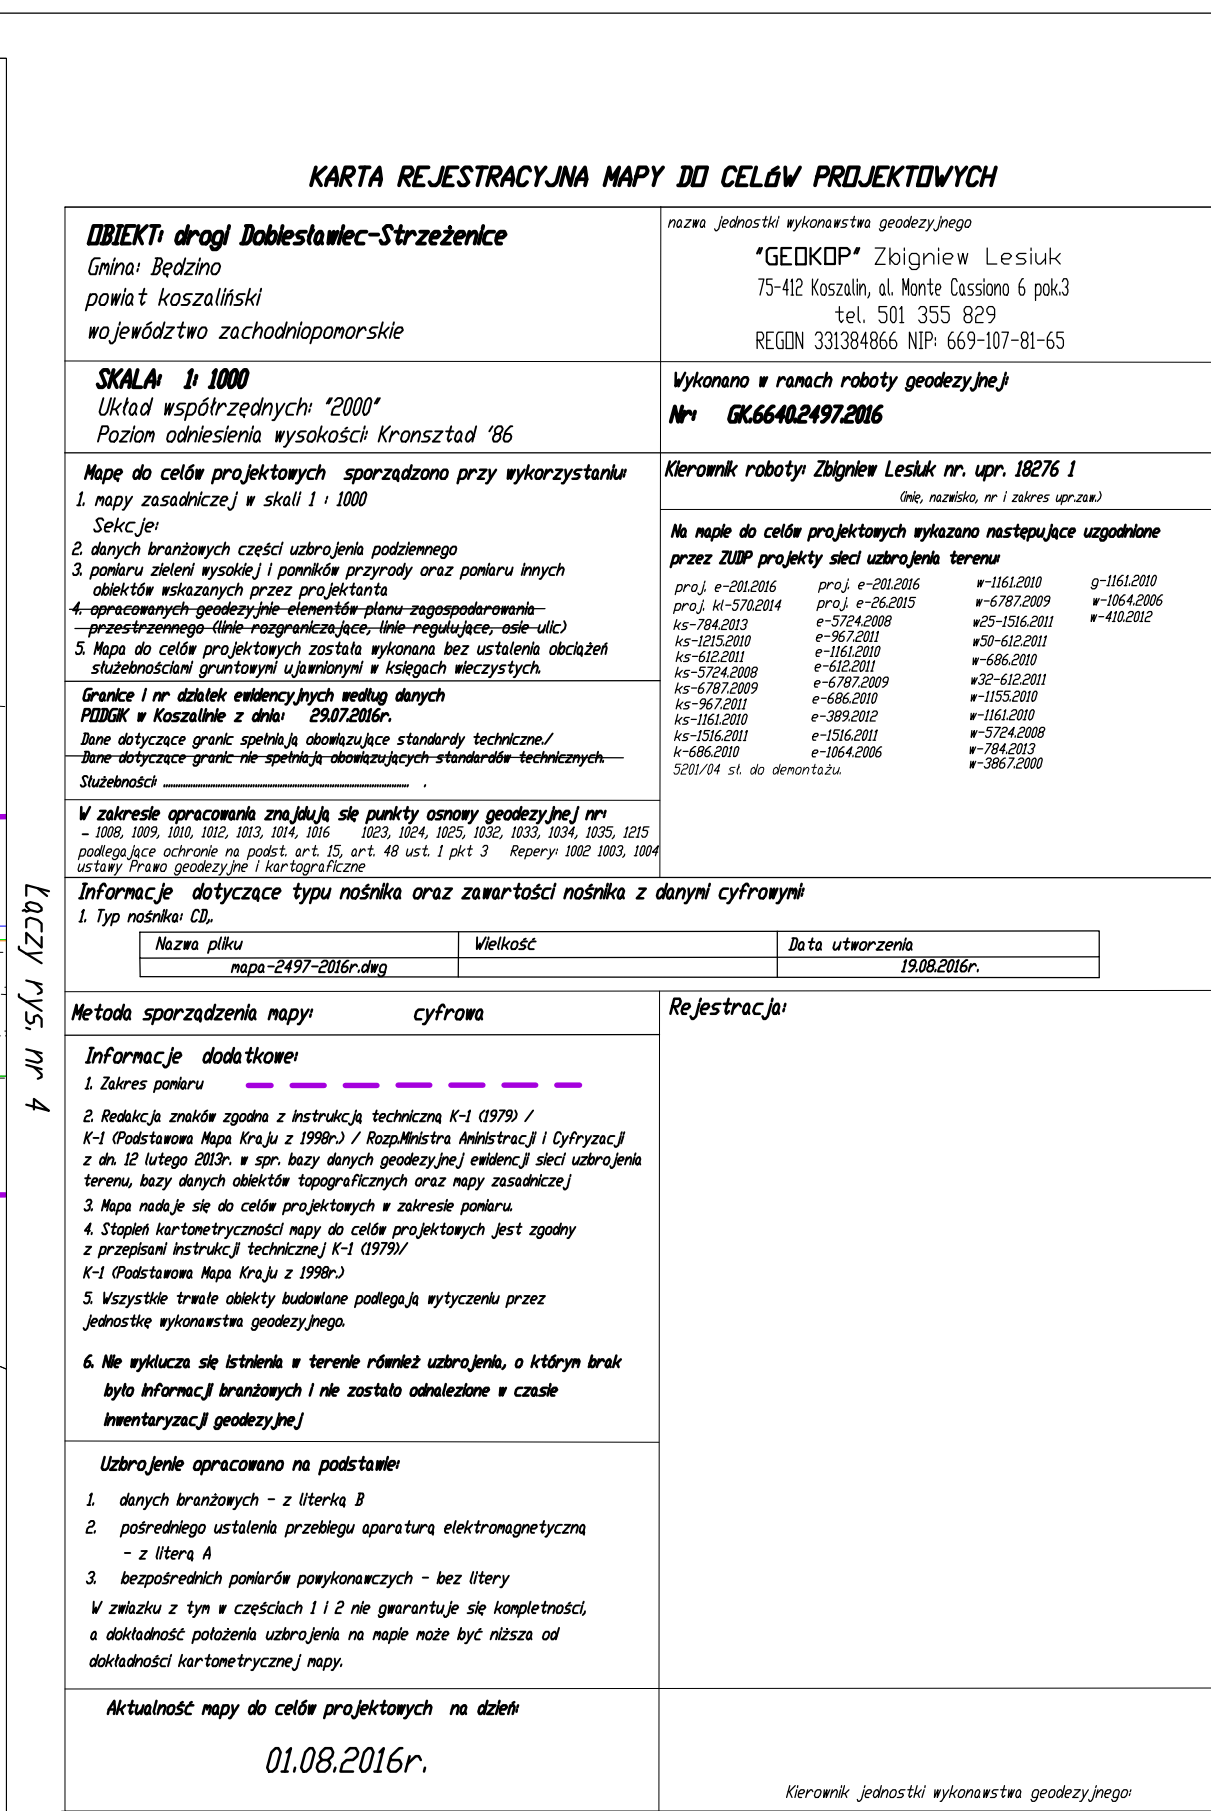 KARTA REJESTRACYJNA MAPY DO CELóW PROJEKTOWYCH
OBIEKT: drogi Dobiesławiec-Strzeżenice
Gmina: Będzino
powiat koszaliński
województwo zachodniopomorskie
nazwa jednostki wykonawstwa geodezyjnego
"GEOKOP" Zbigniew Lesiuk
75-412 Koszalin, al. Monte Cassiono 6 pok.3
tel. 501 355 829
REGON 331384866 NIP: 669-107-81-65
SKALA: 1: 1000
Układ współrzędnych: "2000"
Poziom odniesienia wysokości: Kronsztad '86
Wykonano w ramach roboty geodezyjnej:
Nr: GK.6640.2497.2016
Mapę do celów projektowych sporządzono przy wykorzystaniu:
1. mapy zasadniczej w skali 1 : 1000
Sekcje:
2. danych branżowych części uzbrojenia podziemnego
3. pomiaru zieleni wysokiej i pomników przyrody oraz pomiaru innych
obiektów wskazanych przez projektanta
4. opracowanych geodezyjnie elementów planu zagospodarowania
przestrzennego (linie rozgraniczające, linie regulujące, osie ulic)
5. Mapa do celów projektowych została wykonana bez ustalenia obciążeń
służebnościami gruntowymi ujawnionymi w księgach wieczystych.
Kierownik roboty: Zbigniew Lesiuk nr. upr. 18276 1
(imię, nazwisko, nr i zakres upr.zaw.)
Na mapie do celów projektowych wykazano następujące uzgodnione
przez ZUDP projekty sieci uzbrojenia terenu:
proj. e-201.2016
proj. kl-570.2014
ks-784.2013
ks-1215.2010
ks-612.2011
ks-5724.2008
ks-6787.2009
ks-967.2011
ks-1161.2010
ks-1516.2011
k-686.2010
5201/04 sł. do demontażu.
proj. e-201.2016
proj. e-26.2015
e-5724.2008
e-967.2011
e-1161.2010
e-612.2011
e-6787.2009
e-686.2010
e-389.2012
e-1516.2011
e-1064.2006
w-1161.2010
w-6787.2009
w25-1516.2011
w50-612.2011
w-686.2010
w32-612.2011
w-1155.2010
w-1161.2010
w-5724.2008
w-784.2013
w-3867.2000
g-1161.2010
w-1064.2006
w-410.2012
Granice i nr działek ewidencyjnych według danych
PODGIK w Koszalinie z dnia: 29.07.2016r.
Dane dotyczące granic spełniają obowiązujące standardy techniczne./
Dane dotyczące granic nie spełniają obowiązujących standardów technicznych.
Służebności: .......................................................................... .
W zakresie opracowania znajdują się punkty osnowy geodezyjnej nr:
- 1008, 1009, 1010, 1012, 1013, 1014, 1016 1023, 1024, 1025, 1032, 1033, 1034, 1035, 1215
podlegające ochronie na podst. art. 15, art. 48 ust. 1 pkt 3 Repery: 1002 1003, 1004
ustawy Prawo geodezyjne i kartograficzne
Informacje dotyczące typu nośnika oraz zawartości nośnika z danymi cyfrowymi:
1. Typ nośnika: CD,.
Nazwa pliku Wielkość Data utworzenia
mapa-2497-2016r.dwg 19.08.2016r.
Łączy rys. nr 4
Metoda sporządzenia mapy: cyfrowa
Rejestracja:
Informacje dodatkowe:
1. Zakres pomiaru
2. Redakcja znaków zgodna z instrukcją techniczną K-1 (1979) /
K-1 (Podstawowa Mapa Kraju z 1998r.) / Rozp.Ministra Aministracji i Cyfryzacji
z dn. 12 lutego 2013r. w spr. bazy danych geodezyjnej ewidencji sieci uzbrojenia
terenu, bazy danych obiektów topograficznych oraz mapy zasadniczej
3. Mapa nadaje się do celów projektowych w zakresie pomiaru.
4. Stopień kartometryczności mapy do celów projektowych jest zgodny
z przepisami instrukcji technicznej K-1 (1979)/
K-1 (Podstawowa Mapa Kraju z 1998r.)
5. Wszystkie trwałe obiekty budowlane podlegają wytyczeniu przez
jednostkę wykonawstwa geodezyjnego.
6. Nie wyklucza się istnienia w terenie również uzbrojenia, o którym brak
było informacji branżowych i nie zostało odnalezione w czasie
inwentaryzacji geodezyjnej
Uzbrojenie opracowano na podstawie:
1. danych branżowych - z literką B
2. pośredniego ustalenia przebiegu aparaturą elektromagnetyczną
- z literą A
3. bezpośrednich pomiarów powykonawczych - bez litery
W zwiazku z tym w częściach 1 i 2 nie gwarantuje się kompletności,
a dokładność położenia uzbrojenia na mapie może być niższa od
dokładności kartometrycznej mapy.
Aktualność mapy do celów projektowych na dzień:
01.08.2016r.
Kierownik jednostki wykonawstwa geodezyjnego: